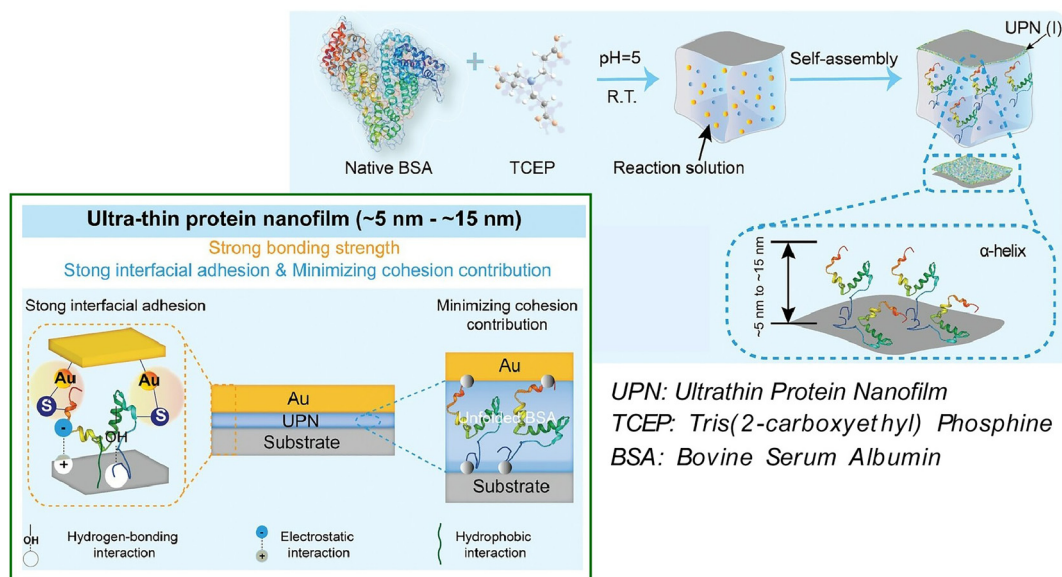 UPN (I)
pH=5
R.T.
Self-assembly
Native BSA
TCEP
Reaction solution
~5 nm to ~15 nm
α-helix
Ultra-thin protein nanofilm (~5 nm - ~15 nm)
Strong bonding strength
Stong interfacial adhesion & Minimizing cohesion contribution
Stong interfacial adhesion
Minimizing cohesion
contribution
Au
Au
S
S
-
OH
+
Au
UPN
Substrate
Au
Unfolded BSA
Substrate
OH
Hydrogen-bonding
interaction
-
+
Electrostatic
interaction
Hydrophobic
interaction
UPN: Ultrathin Protein Nanofilm
TCEP: Tris(2-carboxyethyl) Phosphine
BSA: Bovine Serum Albumin